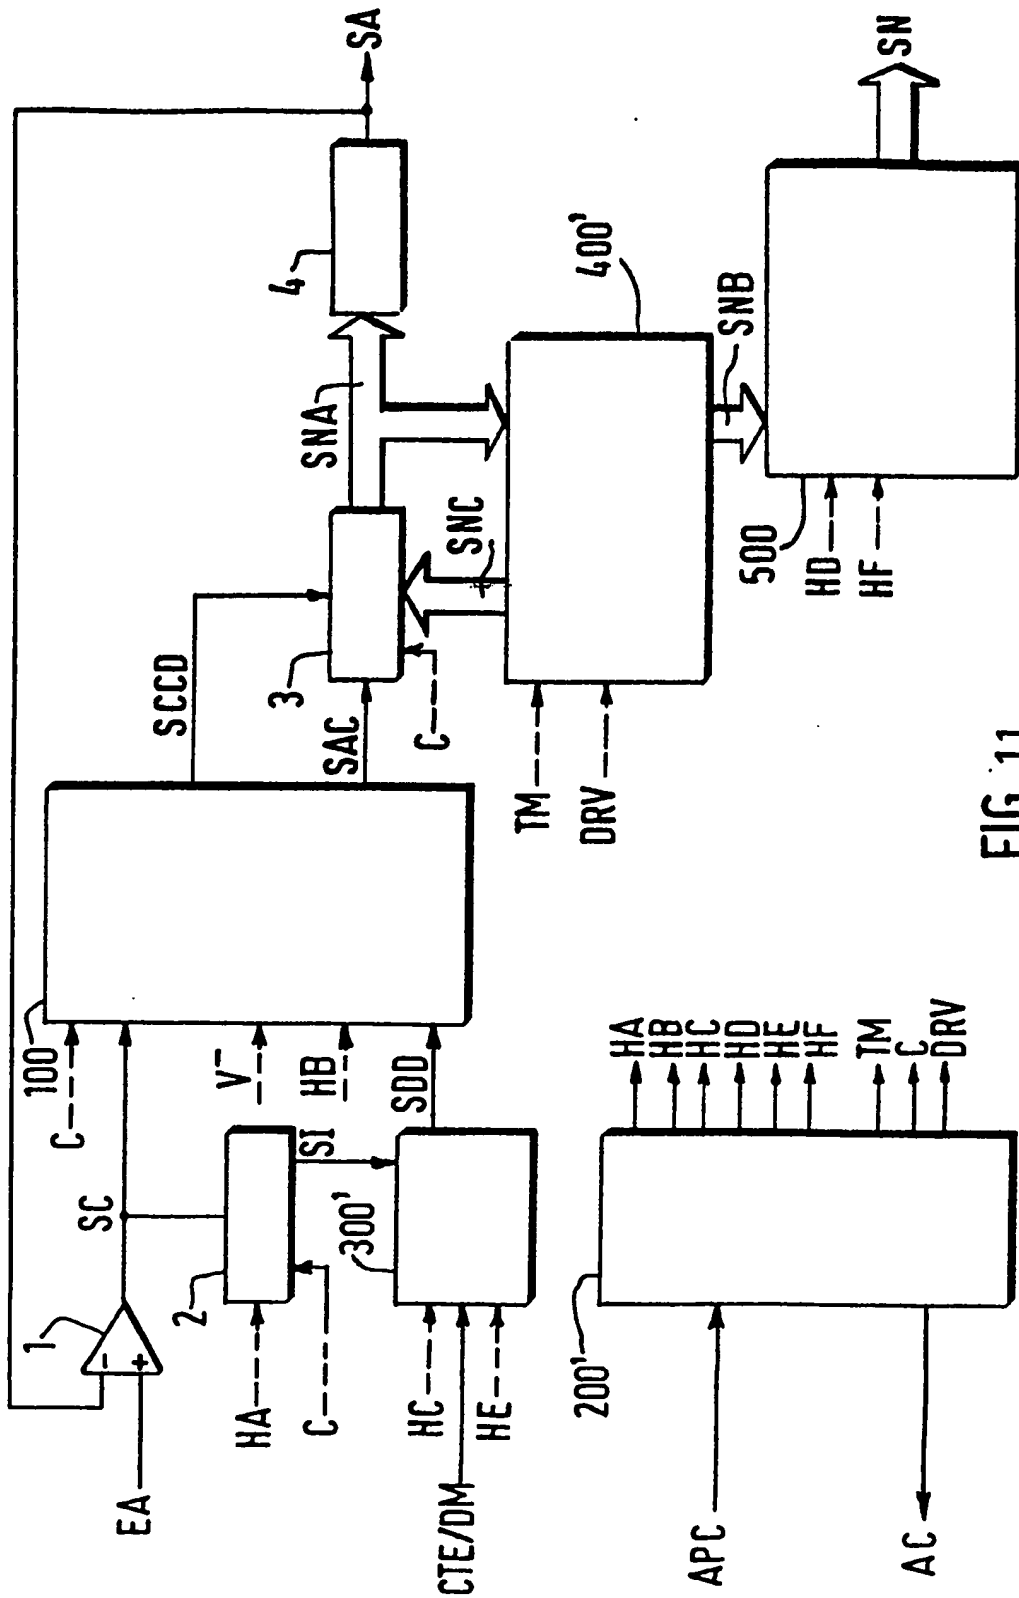 SA
4
SNA
SCCD
3
SAC
C
SNC
400'
SNB
SN
500
HD
HF
TM
DRV
100
C
V-
HB
SDD
SC
1
-
+
EA
2
SI
HA
C
300'
HC
HE
CTE/DM
HA
HB
HC
HD
HE
HF
TM
C
DRV
200'
APC
AC
FIG. 11